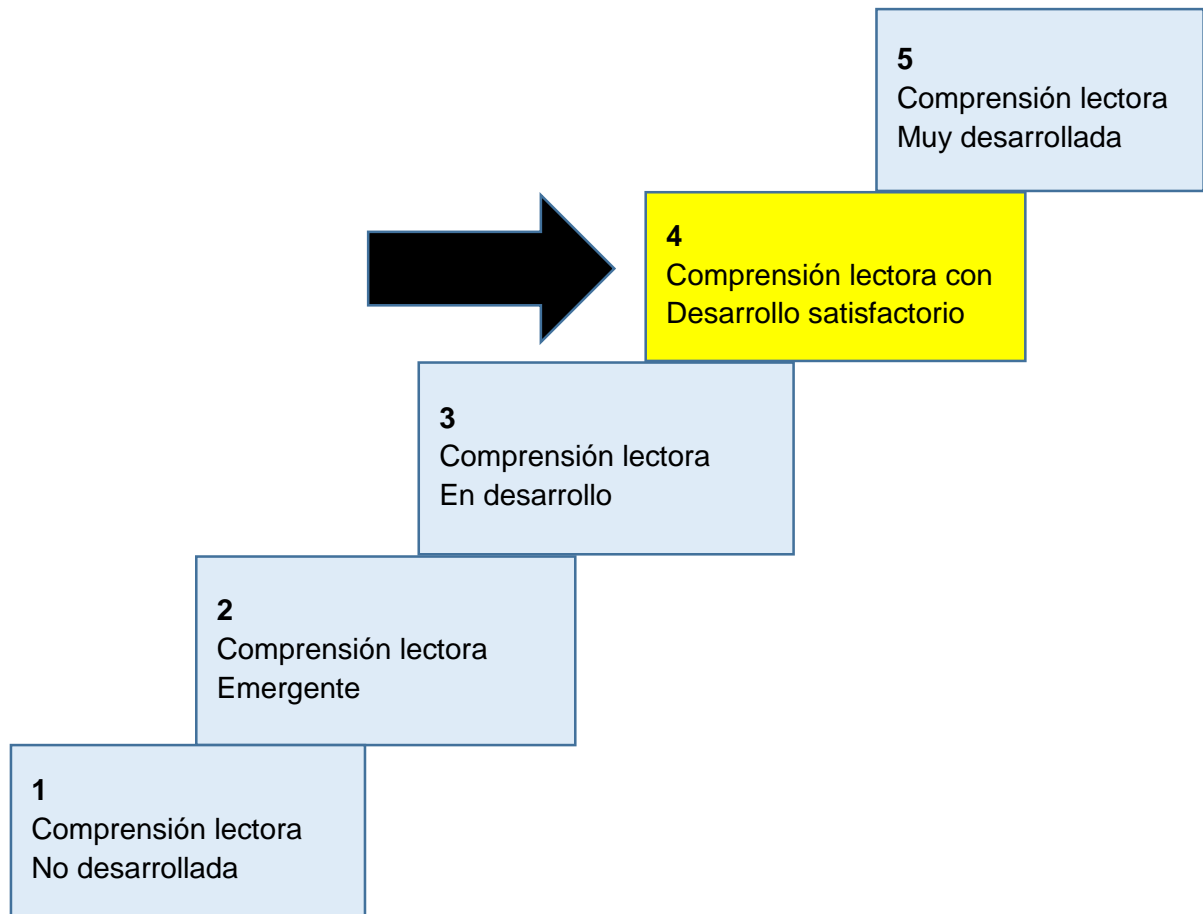 5
Comprensión lectora
Muy desarrollada
4
Comprensión lectora con
Desarrollo satisfactorio
3
Comprensión lectora
En desarrollo
2
Comprensión lectora
Emergente
1
Comprensión lectora
No desarrollada